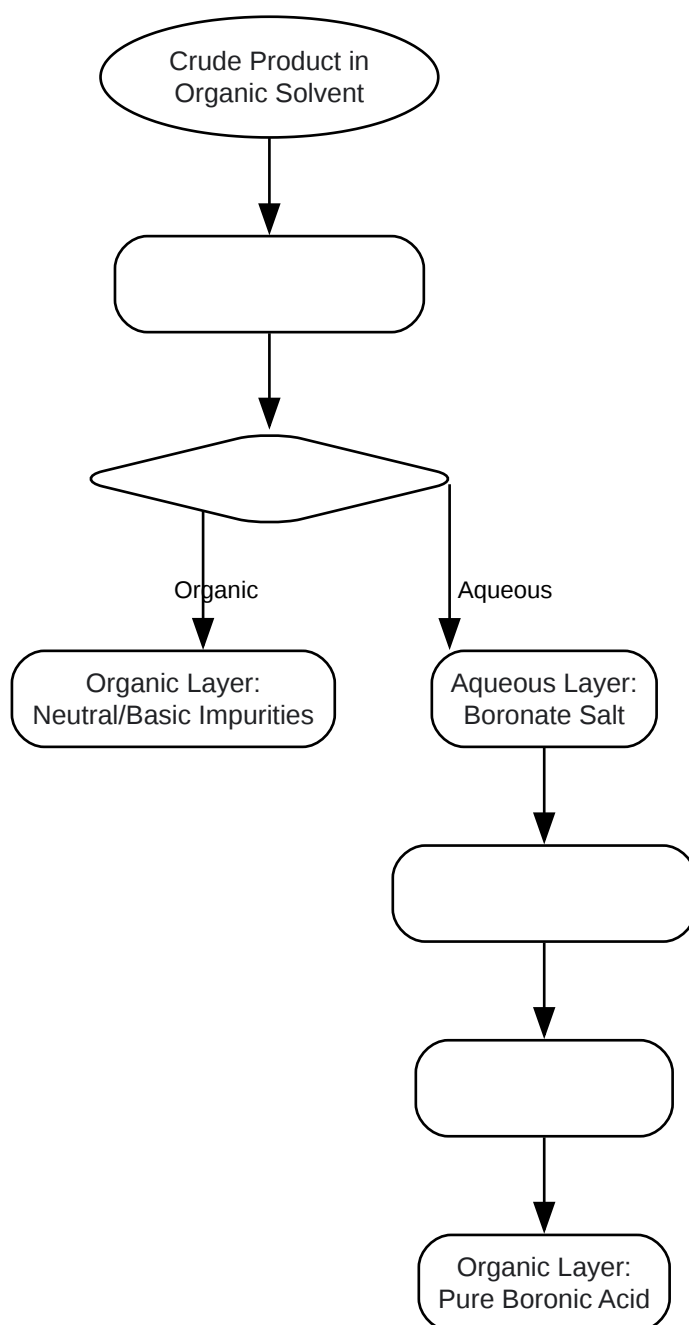 Crude Product in
Organic Solvent
Organic
Aqueous
Organic Layer:
Neutral/Basic Impurities
Aqueous Layer:
Boronate Salt
Organic Layer:
Pure Boronic Acid